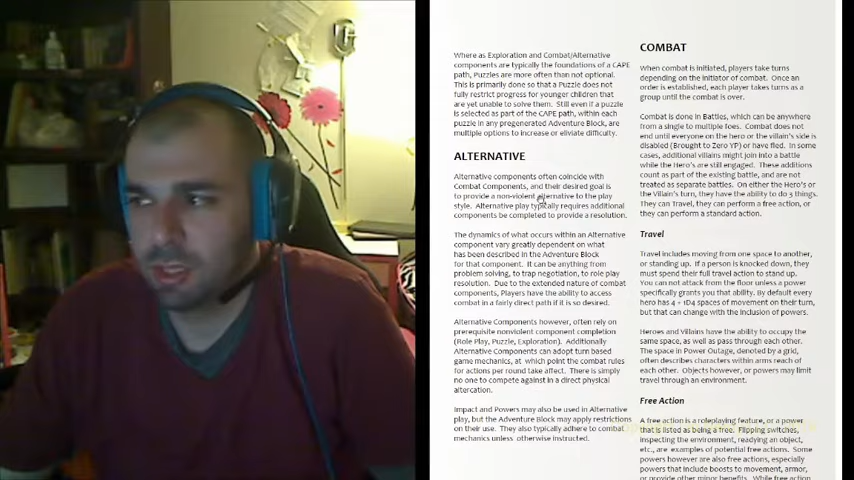 Where as Exploration and Combat/Alternative
components are typically the foundations of a CAPE
path, Puzzles are more often than not optional.
This is primarily done so that a Puzzle does not
fully restrict progress for younger children that
are yet unable to solve them. Still even if a puzzle
is selected as part of the CAPE path, within each
puzzle in any pregenerated Adventure Block, are
multiple options to increase or elviate difficulty.
ALTERNATIVE
Alternative components often coincide with
Combat Components, and their desired goal is
to provide a non-violent alternative to the play
style. Alternative play typically requires additional
components be completed to provide a resolution.
The dynamics of what occurs within an Alternative
component vary greatly dependent on what
has been described in the Adventure Block
for that component. It can be anything from
problem solving, to trap negotiation, to role play
resolution. Due to the extended nature of combat
components, Players have the ability to access
combat in a fairly direct path if it is so desired.
Alternative Components however, often rely on
prerequisite nonviolent component completion
(Role Play, Puzzle, Exploration). Additionally
Alternative Components can adopt turn based
game mechanics, at which point the combat rules
for actions per round take affect. There is simply
no one to compete against in a direct physical
altercation.
Impact and Powers may also be used in Alternative
play, but the Adventure Block may apply restrictions
on their use. They also typically adhere to combat
mechanics unless otherwise instructed.
COMBAT
When combat is initiated, players take turns
depending on the initiator of combat. Once an
order is established, each player takes turns as a
group until the combat is over.
Combat is done in Battles, which can be anywhere
from a single to multiple foes. Combat does not
end until everyone on the hero or the villain's side is
disabled (Brought to Zero YP) or have fled. In some
cases, additional villains might join into a battle
while the Hero's are still engaged. These additions
count as part of the existing battle, and are not
treated as separate battles. On either the Hero's or
the Villain's turn, they have the ability to do 3 things.
They can Travel, they can perform a free action, or
they can perform a standard action.
Travel
Travel includes moving from one space to another,
or standing up. If a person is knocked down, they
must spend their full travel action to stand up.
You can not attack from the floor unless a power
specifically grants you that ability. By default every
hero has 4 + 1D4 spaces of movement on their turn,
but that can change with the inclusion of powers.
Heroes and Villains have the ability to occupy the
same space, as well as pass through each other.
The space in Power Outage, denoted by a grid,
often describes characters within arms reach of
each other. Objects however, or powers may limit
travel through an environment.
Free Action
A free action is a roleplaying feature, or a power
that is listed as being a free. Flipping switches,
inspecting the environment, readying an object,
etc., are examples of potential free actions. Some
powers however are also free actions, especially
powers that include boosts to movement, armor,
or provide other minor benefits. While free action